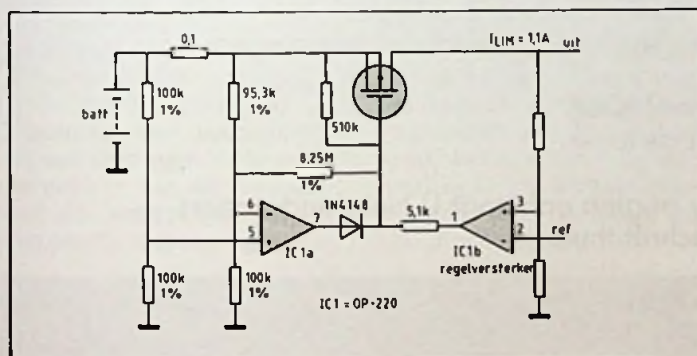 0,1
I LIM = 1,1A
uit
100k
1%
95,3k
1%
batt
510k
8,25M
1%
1N4148
5,1k
6
5
7
1
3
2
ref
IC1a
IC1b
regelversterker
100k
1%
100k
1%
IC1 = OP-220